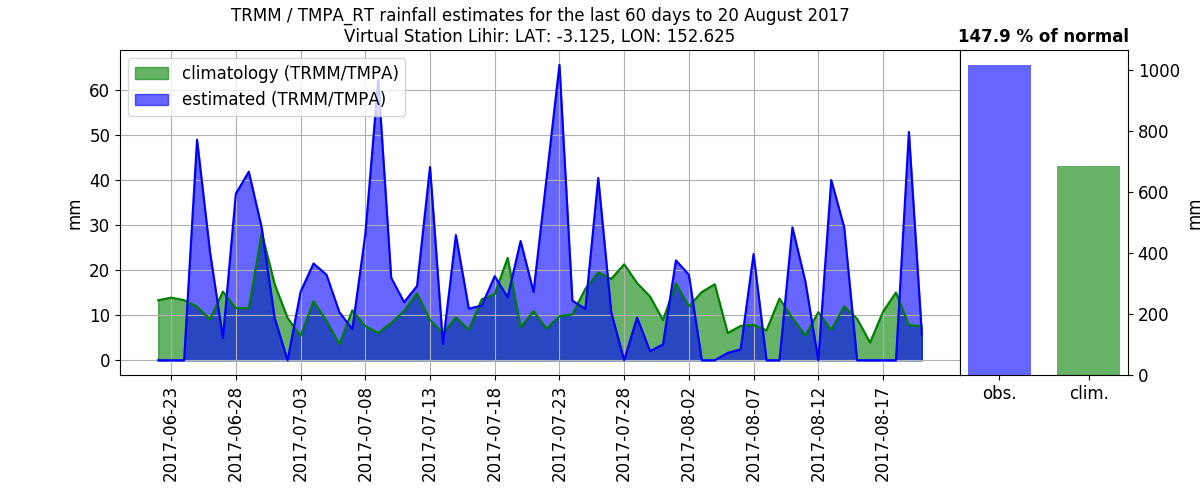 TRMM / TMPA_RT rainfall estimates for the last 60 days to 20 August 2017
Virtual Station Lihir: LAT: -3.125, LON: 152.625
147.9 % of normal
climatology (TRMM/TMPA)
estimated (TRMM/TMPA)
60
50
40
30
20
10
0
mm
2017-06-23
2017-06-28
2017-07-03
2017-07-08
2017-07-13
2017-07-18
2017-07-23
2017-07-28
2017-08-02
2017-08-07
2017-08-12
2017-08-17
1000
800
600
400
200
0
mm
obs.
clim.